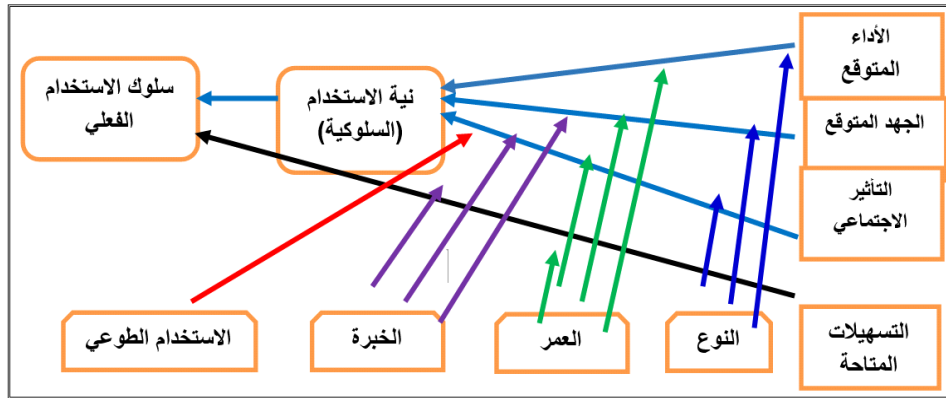 الأداء
المتوقع
سلوك الاستخدام
الفعلي
نية الاستخدام
(السلوكية)
الجهد المتوقع
التأثير
الاجتماعي
التسهيلات
المتاحة
النوع
العمر
الخبرة
الاستخدام الطوعي